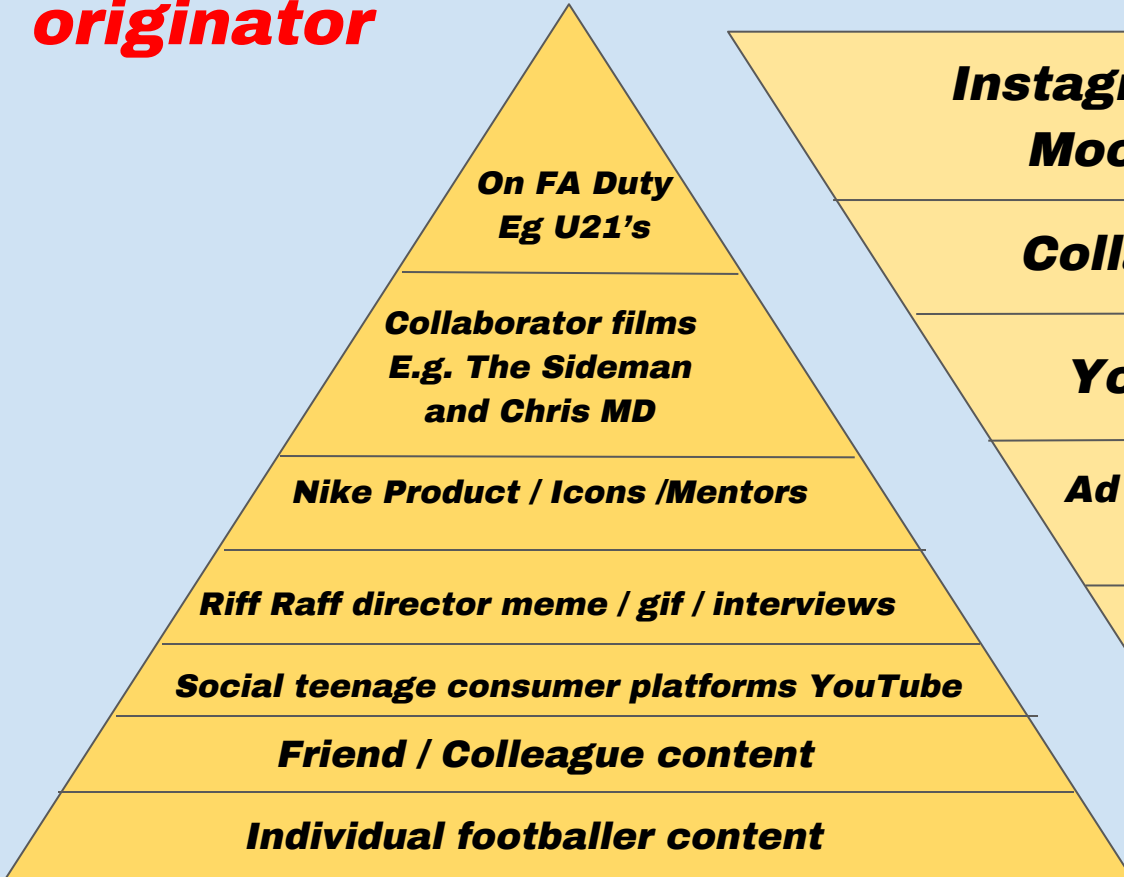 originator
On FA Duty
Eg U21’s
Collaborator films
E.g. The Sideman
and Chris MD
Nike Product / Icons /Mentors
Riff Raff director meme / gif / interviews
Social teenage consumer platforms YouTube
Friend / Colleague content
Individual footballer content
Ad